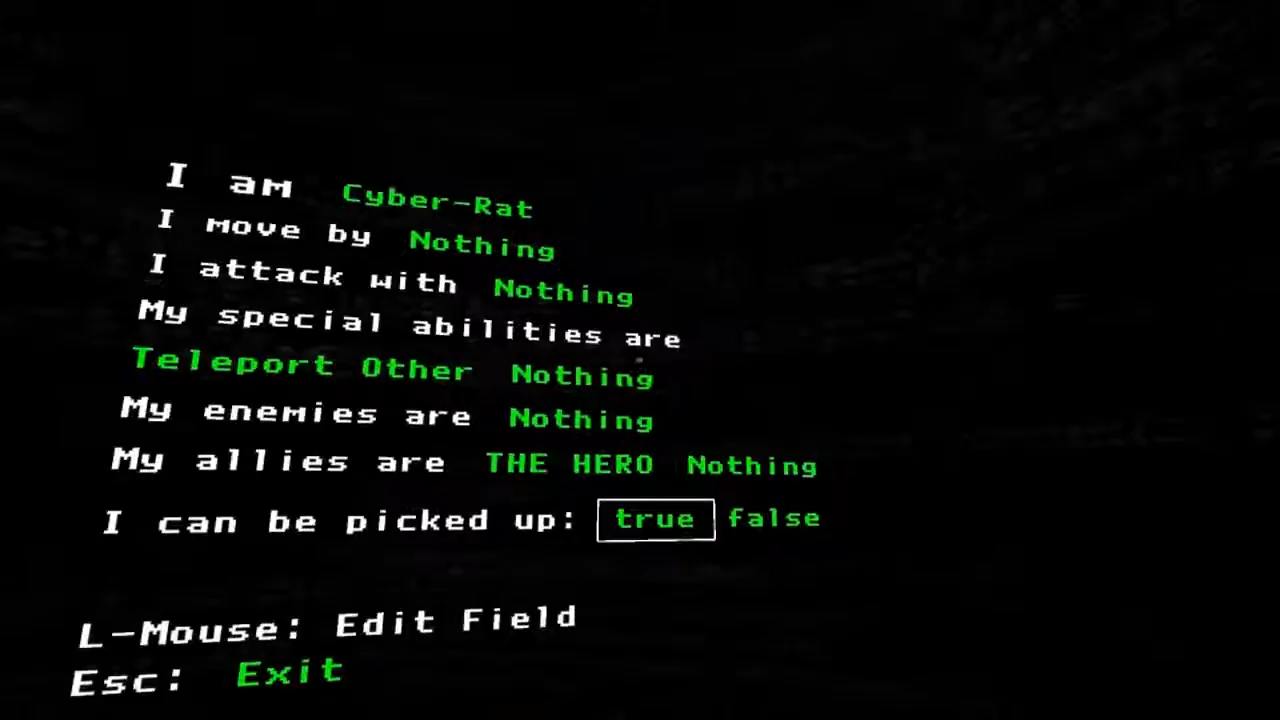 I am Cyber-Rat
I move by Nothing
I attack with Nothing
My special abilities are
Teleport Other Nothing
My enemies are Nothing
My allies are THE HERO Nothing
I can be picked up: true false
L-Mouse: Edit Field
Esc: Exit